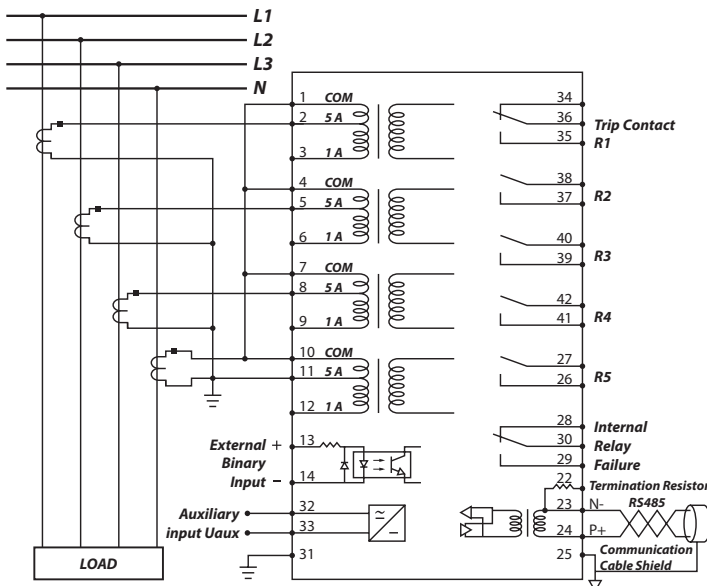 L1
L2
L3
N
1 COM
2 5 A
3 1 A
4 COM
5 5 A
6 1 A
7 COM
8 5 A
9 1 A
10 COM
11 5 A
12 1 A
External + 13
Binary
Input − 14
Auxiliary 32
input Uaux 33
31
LOAD
34
36 Trip Contact
35 R1
38
37 R2
40
39 R3
42
41 R4
27
26 R5
28 Internal
30 Relay
29 Failure
22 Termination Resistor
23 N- RS485
24 P+
25 Communication
Cable Shield